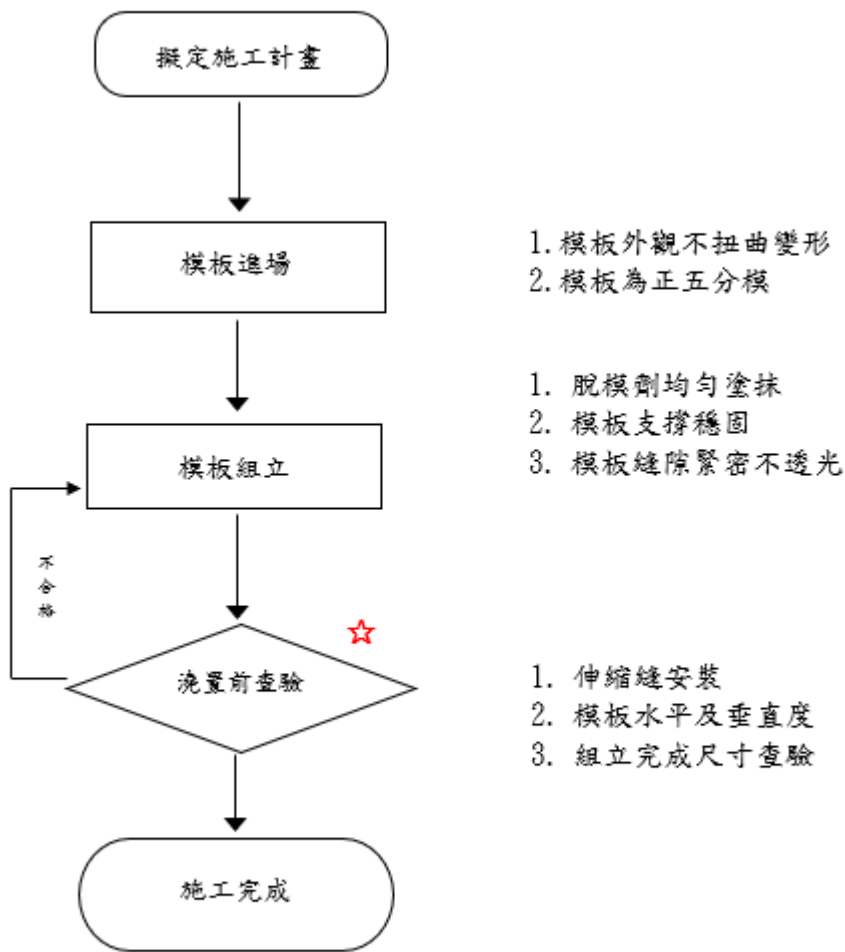 擬定施工計畫
模板進場
1.模板外觀不扭曲變形
2.模板為正五分模
1. 脫模劑均勻塗抹
2. 模板支撐穩固
3. 模板縫隙緊密不透光
模板組立
不合格
澆置前查驗
1. 伸縮縫安裝
2. 模板水平及垂直度
3. 組立完成尺寸查驗
施工完成